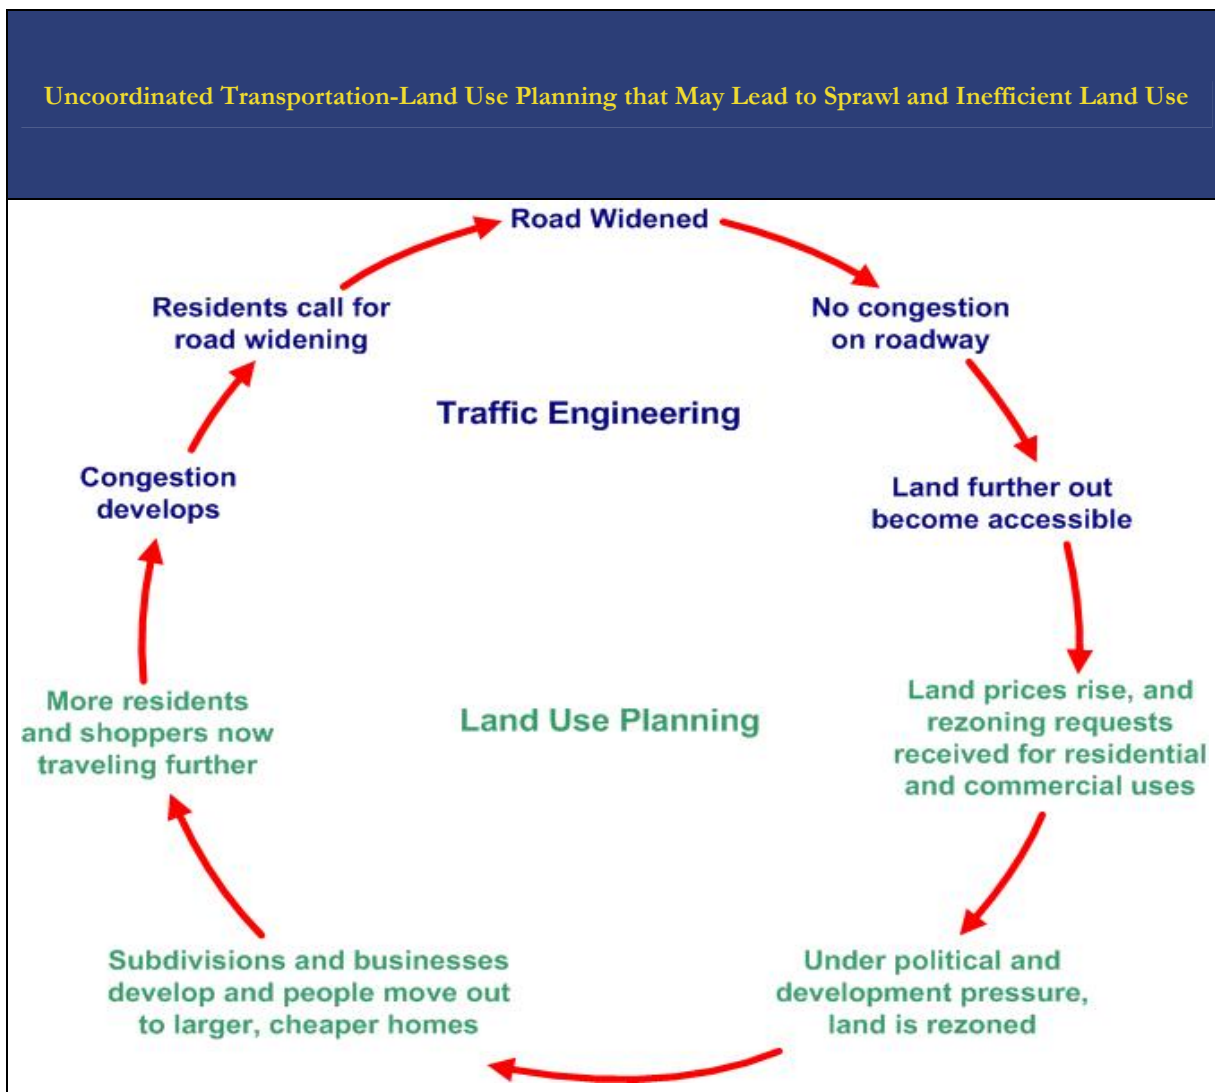 Uncoordinated Transportation-Land Use Planning that May Lead to Sprawl and Inefficient Land Use
Road Widened
No congestion
on roadway
Land further out
become accessible
Land prices rise, and
rezoning requests
received for residential
and commercial uses
Under political and
development pressure,
land is rezoned
Subdivisions and businesses
develop and people move out
to larger, cheaper homes
More residents
and shoppers now
traveling further
Congestion
develops
Residents call for
road widening
Traffic Engineering
Land Use Planning